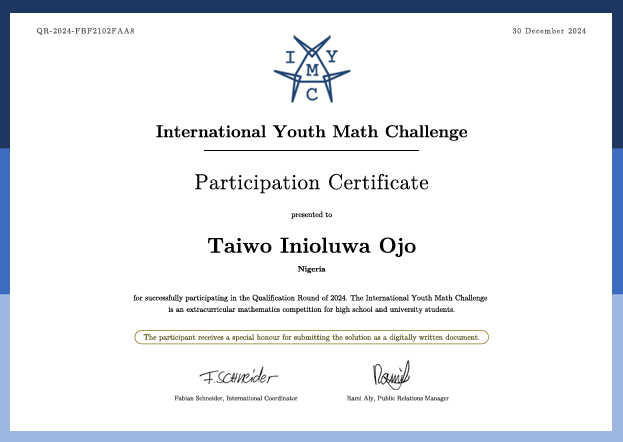 QR-2024-FBF2102FAA8
30 December 2024
I Y
M
C
International Youth Math Challenge
Participation Certificate
presented to
Taiwo Inioluwa Ojo
Nigeria
for successfully participating in the Qualification Round of 2024. The International Youth Math Challenge
is an extracurricular mathematics competition for high school and university students.
The participant receives a special honour for submitting the solution as a digitally written document.
F.SCHNEIDER
Fabian Schneider, International Coordinator
Rami Aly, Public Relations Manager